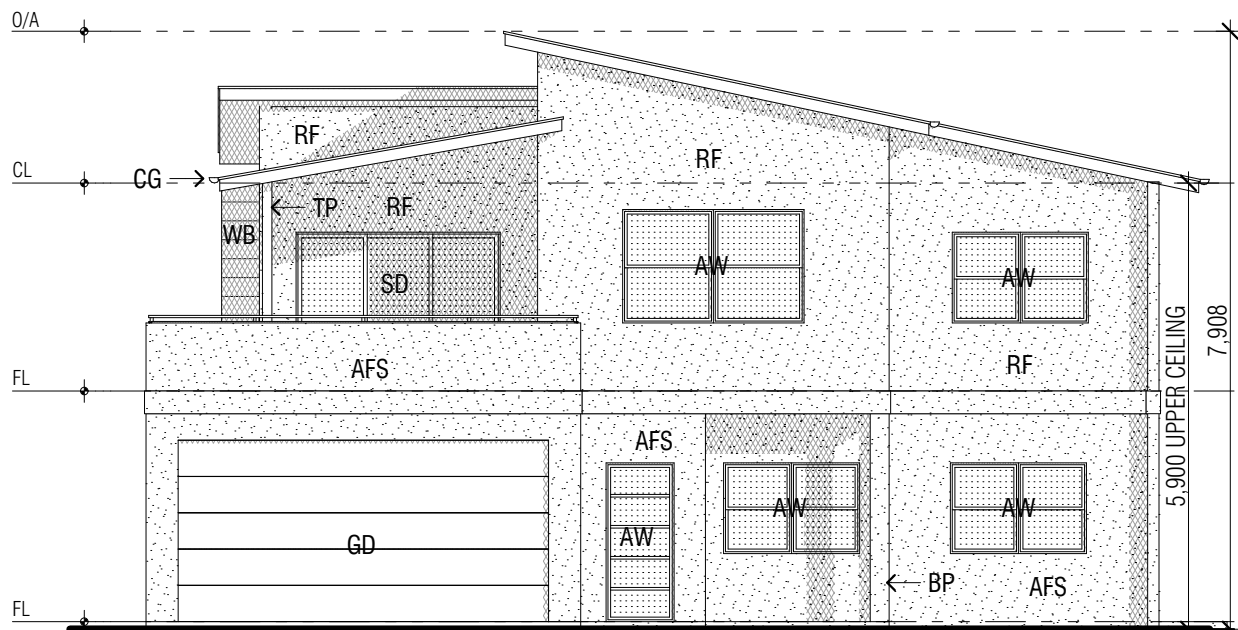 O/A
RF
RF
CL
CG
TP
RF
WB
AW
AW
SD
7,908
5,900 UPPER CEILING
AFS
RF
FL
AFS
AW
AW
AW
GD
BP
AFS
FL